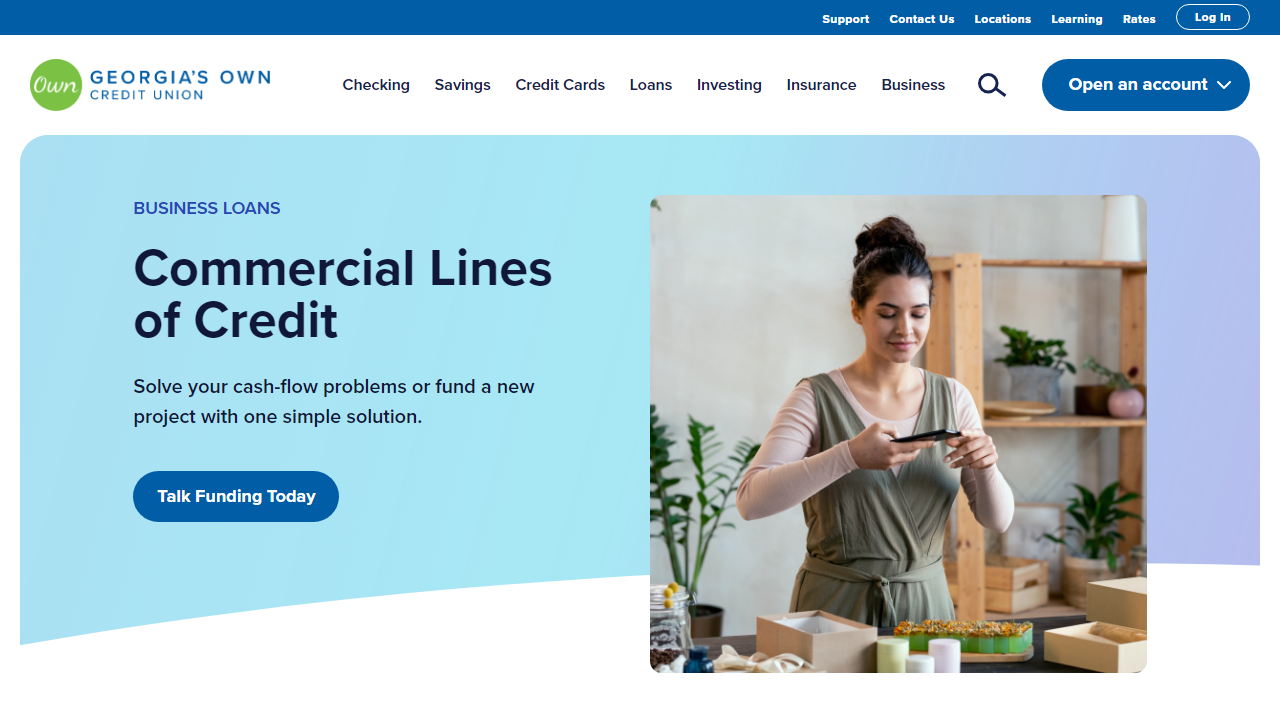 Support Contact Us Locations Learning Rates Log In
Own GEORGIA'S OWN
CREDIT UNION
Checking Savings Credit Cards Loans Investing Insurance Business Open an account
BUSINESS LOANS
Commercial Lines
of Credit
Solve your cash-flow problems or fund a new
project with one simple solution.
Talk Funding Today